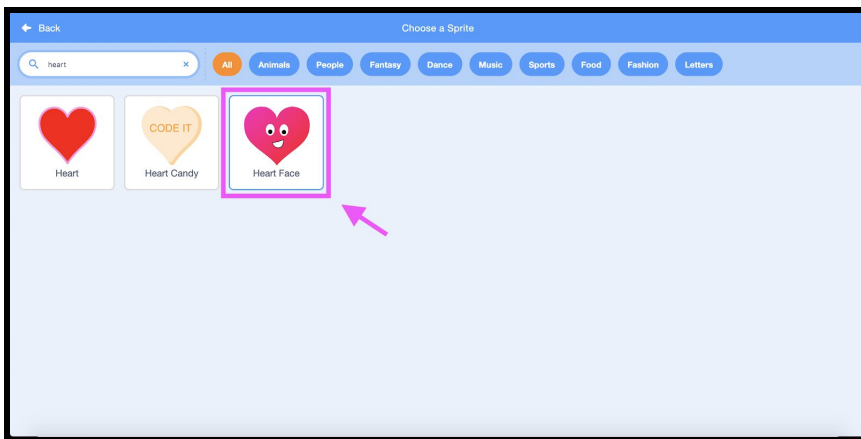 Back
Choose a Sprite
heart
All
Animals
People
Fantasy
Dance
Music
Sports
Food
Fashion
Letters
CODE IT
Heart
Heart Candy
Heart Face